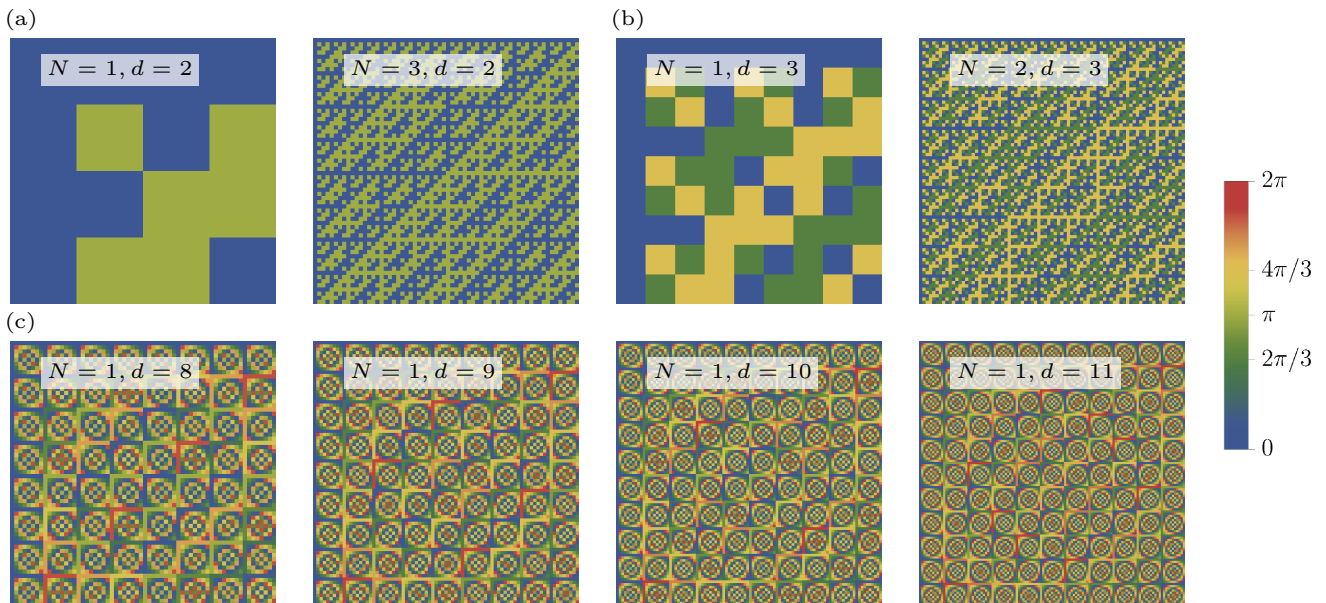 (a)
(b)
N = 1, d = 2
N = 3, d = 2
N = 1, d = 3
N = 2, d = 3
2π
4π/3
π
2π/3
0
(c)
N = 1, d = 8
N = 1, d = 9
N = 1, d = 10
N = 1, d = 11